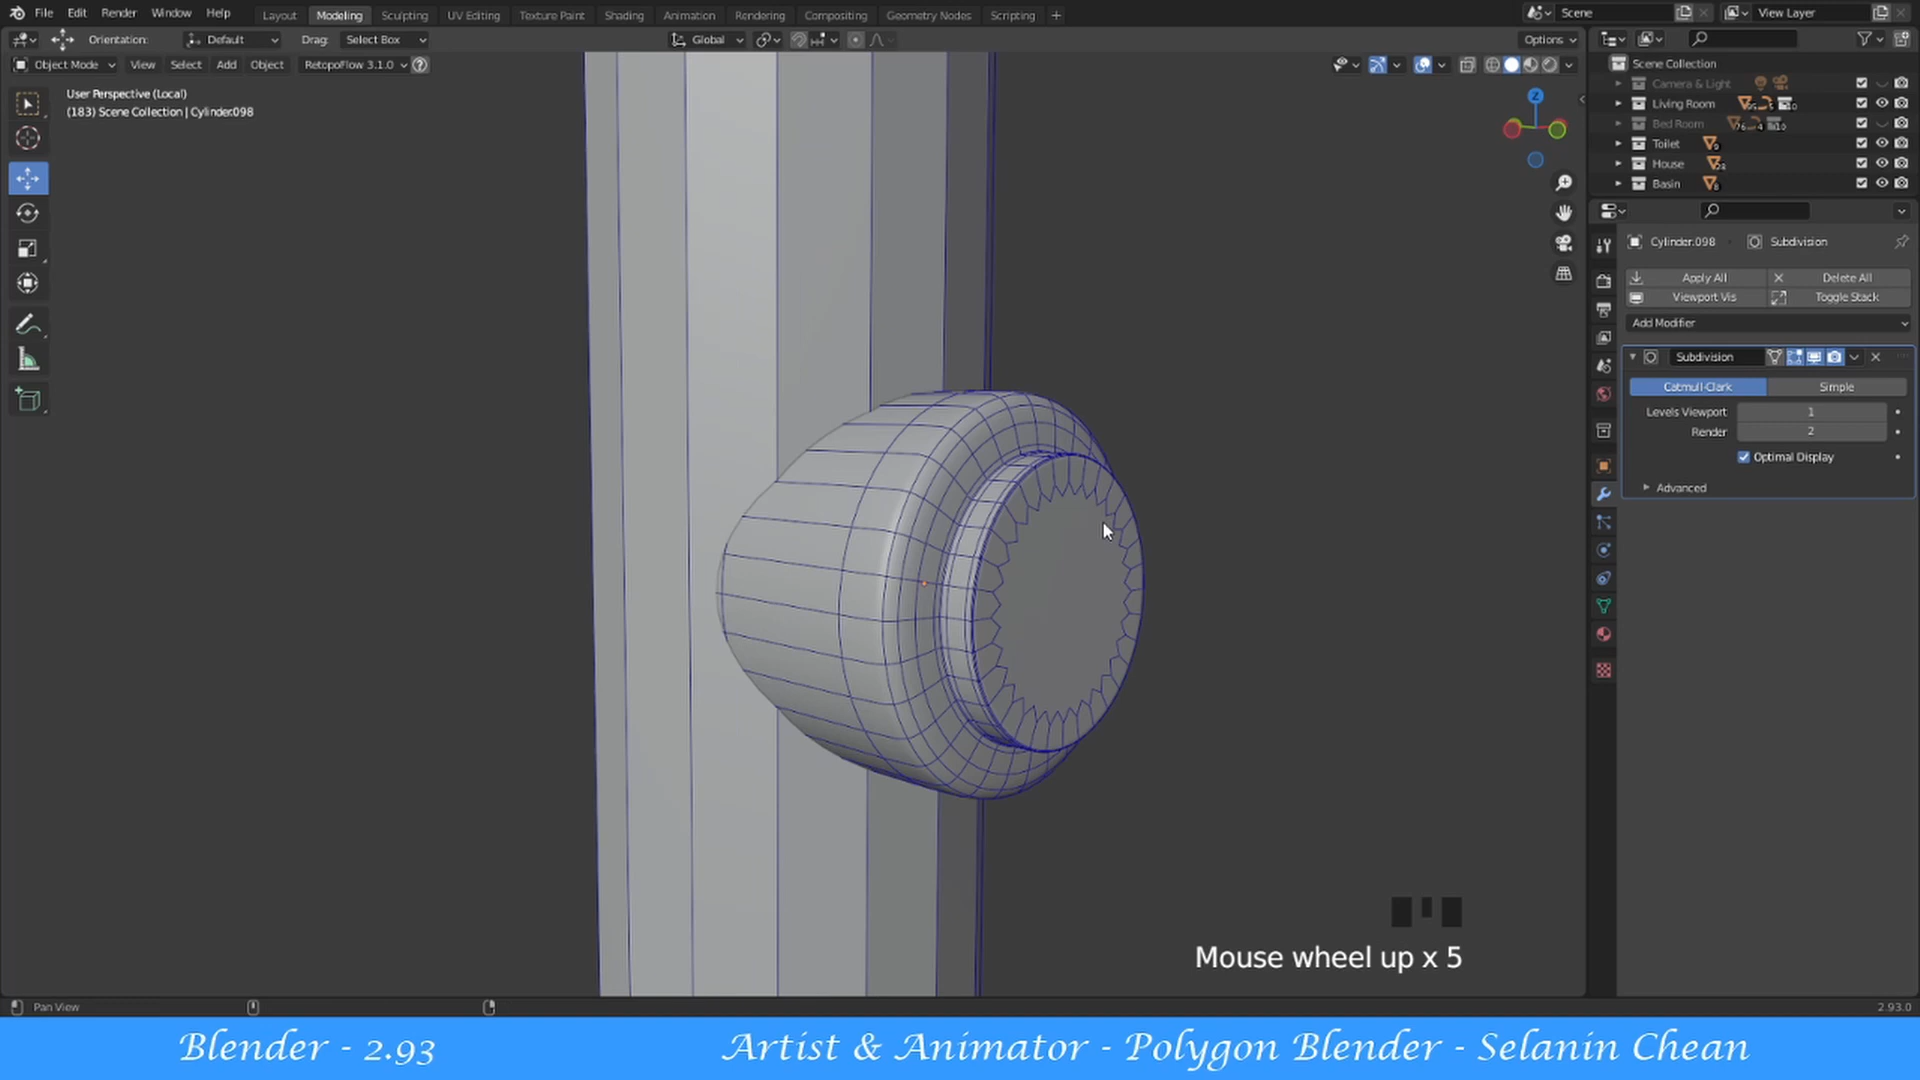 File Edit Render Window Help Layout Modeling Sculpting UV Editing Texture Paint Shading Animation Rendering Compositing Geometry Nodes Scripting + Scene View Layer
Orientation: Default Drag: Select Box Global Options
Object Mode View Select Add Object RetopoFlow 3.1.0
User Perspective (Local)
(183) Scene Collection | Cylinder.098
Z
Scene Collection
Camera & Light
Living Room
Bed Room
Toilet
House
Basin
Cylinder.098 Subdivision
Apply All Delete All
Viewport Vis Toggle Stack
Add Modifier
Subdivision
Catmull-Clark Simple
Levels Viewport 1
Render 2
Optimal Display
Advanced
Mouse wheel up x 5
Pan View 2.93.0
Blender - 2.93 Artist & Animator - Polygon Blender - Selanin Chean